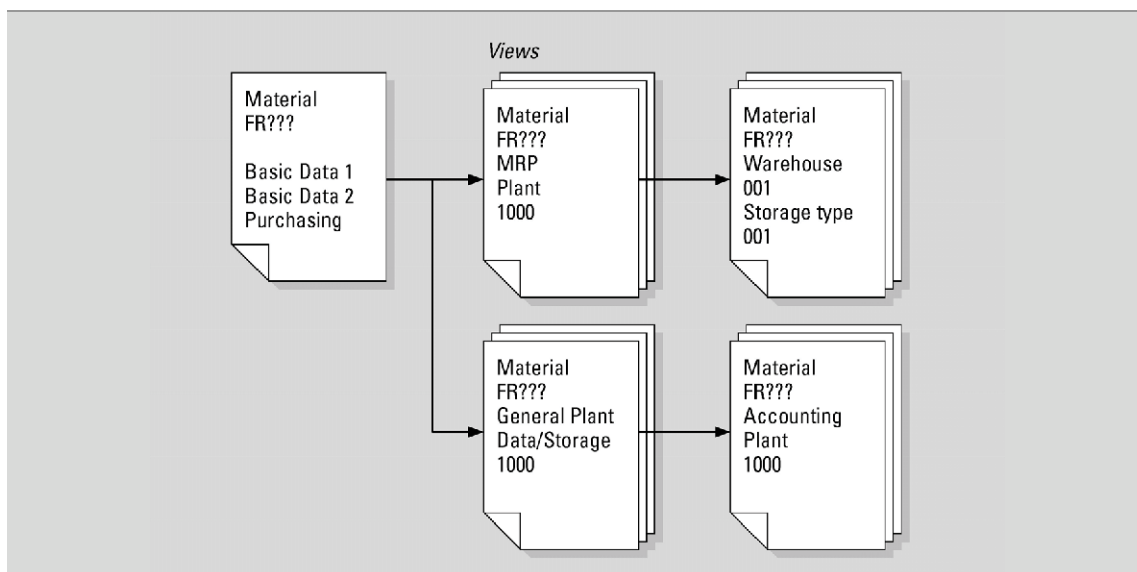 Views
Material
FR???
Basic Data 1
Basic Data 2
Purchasing
Material
FR???
MRP
Plant
1000
Material
FR???
Warehouse
001
Storage type
001
Material
FR???
General Plant
Data/Storage
1000
Material
FR???
Accounting
Plant
1000